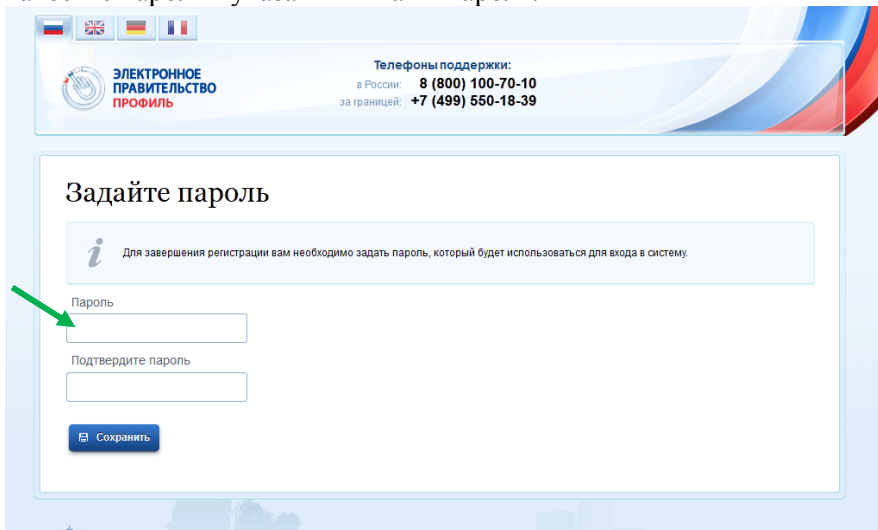 Телефоны поддержки:
ЭЛЕКТРОННОЕ
ПРАВИТЕЛЬСТВО
ПРОФИЛЬ
в России: 8 (800) 100-70-10
за границей: +7 (499) 550-18-39
Задайте пароль
Для завершения регистрации вам необходимо задать пароль, который будет использоваться для входа в систему.
Пароль
Подтвердите пароль
Сохранить